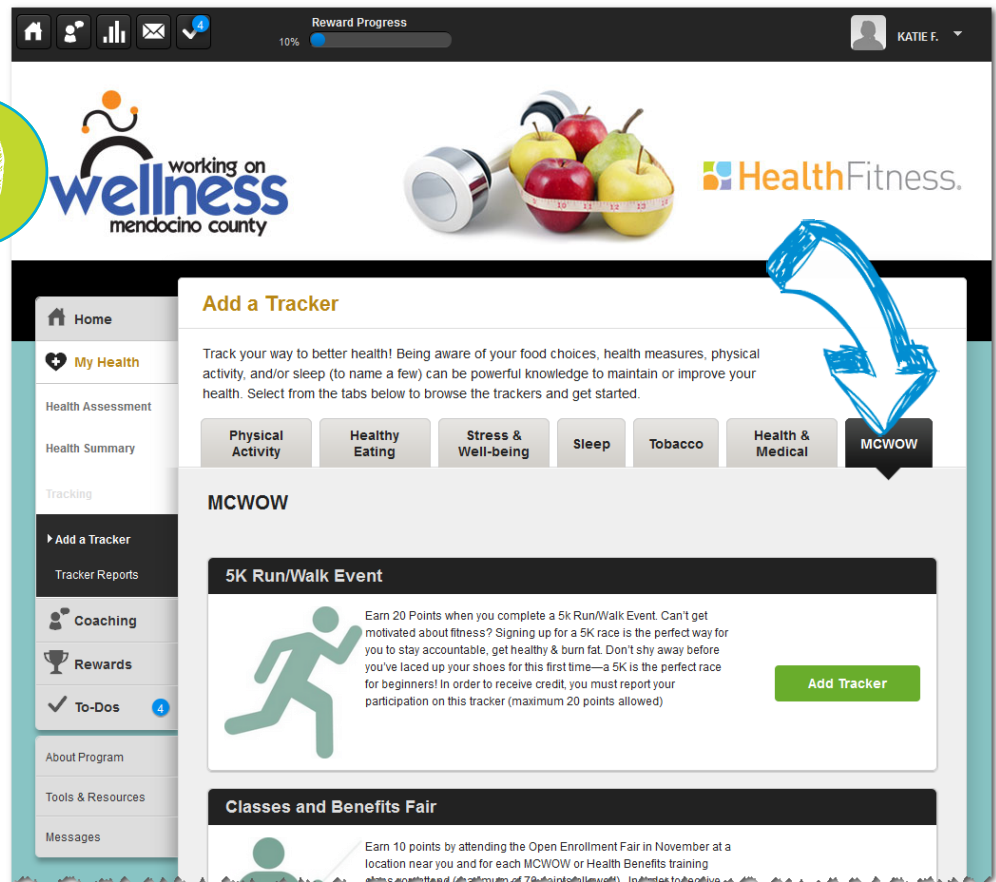 4
Reward Progress
10%
KATIE F.
working on
wellness
mendocino county
10 11 12 13
HealthFitness.
Home
My Health
Health Assessment
Health Summary
Tracking
Add a Tracker
Tracker Reports
Coaching
Rewards
To-Dos 4
About Program
Tools & Resources
Messages
Add a Tracker
Track your way to better health! Being aware of your food choices, health measures, physical
activity, and/or sleep (to name a few) can be powerful knowledge to maintain or improve your
health. Select from the tabs below to browse the trackers and get started.
Physical Activity
Healthy Eating
Stress & Well-being
Sleep
Tobacco
Health & Medical
MCWOW
MCWOW
5K Run/Walk Event
Earn 20 Points when you complete a 5k Run/Walk Event. Can't get
motivated about fitness? Signing up for a 5K race is the perfect way for
you to stay accountable, get healthy & burn fat. Don't shy away before
you've laced up your shoes for this first time—a 5K is the perfect race
for beginners! In order to receive credit, you must report your
participation on this tracker (maximum 20 points allowed)
Add Tracker
Classes and Benefits Fair
Earn 10 points by attending the Open Enrollment Fair in November at a
location near you and for each MCWOW or Health Benefits training